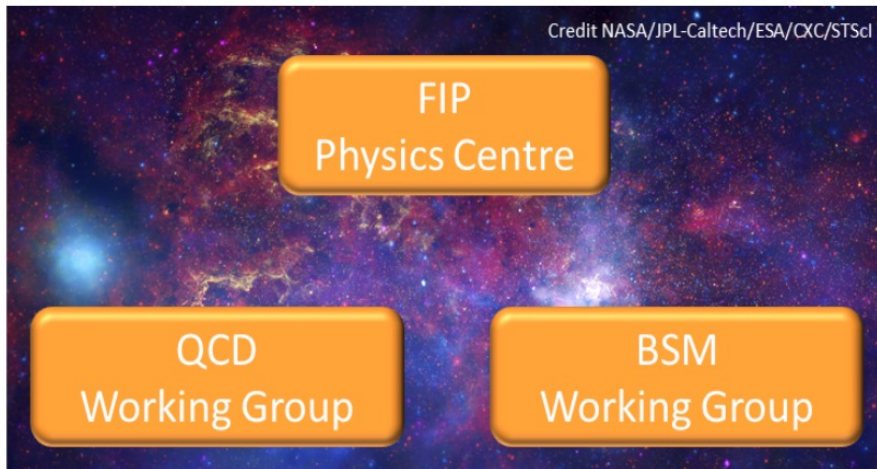 Credit NASA/JPL-Caltech/ESA/CXC/STScI
FIP
Physics Centre
QCD
Working Group
BSM
Working Group